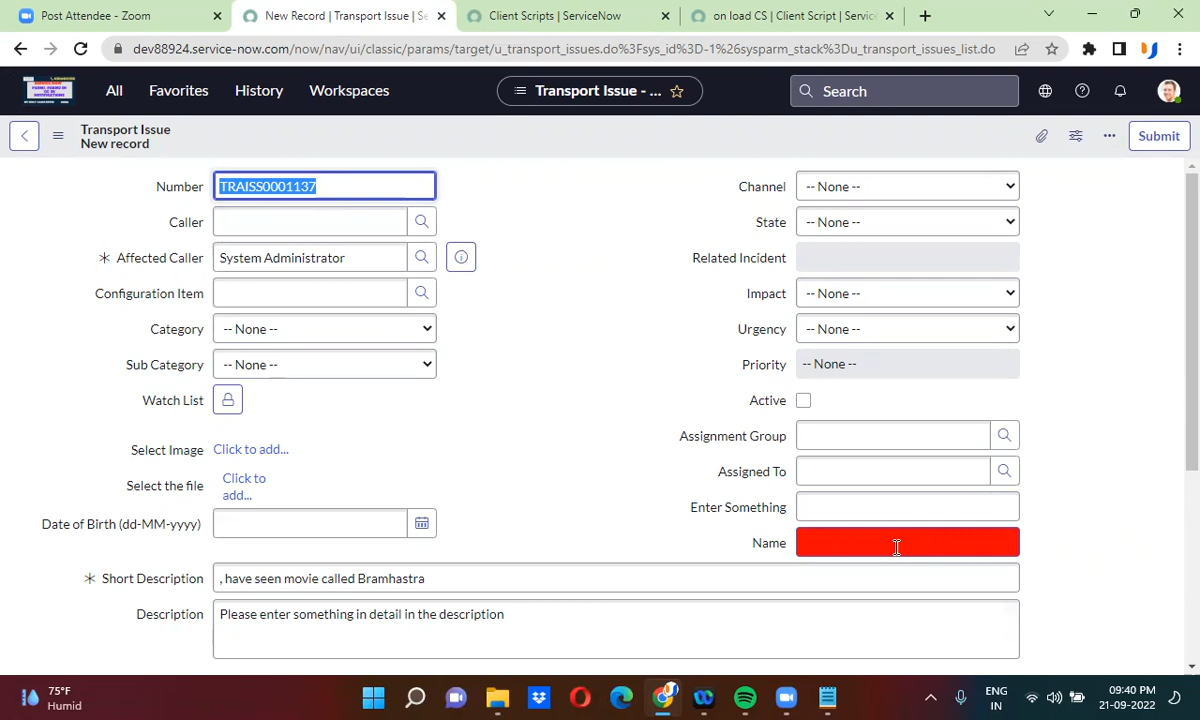 Post Attendee - Zoom
New Record | Transport Issue | Se
Client Scripts | ServiceNow
on load CS | Client Script | Service
dev88924.service-now.com/now/nav/ui/classic/params/target/u_transport_issues.do%3Fsys_id%3D-1%26sysparm_stack%3Du_transport_issues_list.do
All
Favorites
History
Workspaces
Transport Issue - ...
Search
Transport Issue
New record
Submit
Number
TRAISS0001137
Channel
-- None --
Caller
State
-- None --
Affected Caller
System Administrator
Related Incident
Configuration Item
Impact
-- None --
Category
-- None --
Urgency
-- None --
Sub Category
-- None --
Priority
-- None --
Watch List
Active
Assignment Group
Select Image
Click to add...
Assigned To
Select the file
Click to
add...
Enter Something
Date of Birth (dd-MM-yyyy)
Name
Short Description
, have seen movie called Bramhastra
Description
Please enter something in detail in the description
75°F
Humid
ENG
IN
09:40 PM
21-09-2022